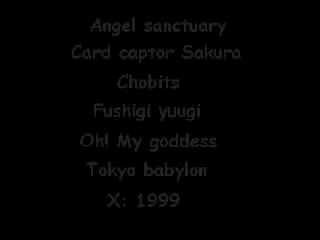 Angel sanctuary
Card captor Sakura
Chobits
Fushigi yuugi
Oh! My goddess
Tokyo babylon
X: 1999